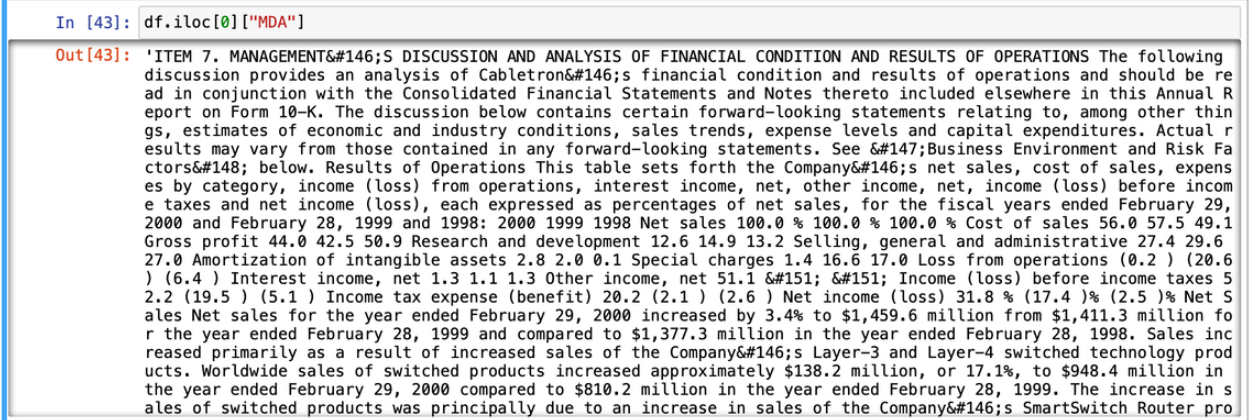 In [43]: df.iloc[0]["MDA"]
Out[43]: 'ITEM 7. MANAGEMENT&#146;S DISCUSSION AND ANALYSIS OF FINANCIAL CONDITION AND RESULTS OF OPERATIONS The following
discussion provides an analysis of Cabletron&#146;s financial condition and results of operations and should be re
ad in conjunction with the Consolidated Financial Statements and Notes thereto included elsewhere in this Annual R
eport on Form 10-K. The discussion below contains certain forward-looking statements relating to, among other thin
gs, estimates of economic and industry conditions, sales trends, expense levels and capital expenditures. Actual r
esults may vary from those contained in any forward-looking statements. See &#147;Business Environment and Risk Fa
ctors&#148; below. Results of Operations This table sets forth the Company&#146;s net sales, cost of sales, expens
es by category, income (loss) from operations, interest income, net, other income, net, income (loss) before incom
e taxes and net income (loss), each expressed as percentages of net sales, for the fiscal years ended February 29,
2000 and February 28, 1999 and 1998: 2000 1999 1998 Net sales 100.0 % 100.0 % 100.0 % Cost of sales 56.0 57.5 49.1
Gross profit 44.0 42.5 50.9 Research and development 12.6 14.9 13.2 Selling, general and administrative 27.4 29.6
27.0 Amortization of intangible assets 2.8 2.0 0.1 Special charges 1.4 16.6 17.0 Loss from operations (0.2 ) (20.6
) (6.4 ) Interest income, net 1.3 1.1 1.3 Other income, net 51.1 &#151; &#151; Income (loss) before income taxes 5
2.2 (19.5 ) (5.1 ) Income tax expense (benefit) 20.2 (2.1 ) (2.6 ) Net income (loss) 31.8 % (17.4 )% (2.5 )% Net S
ales Net sales for the year ended February 29, 2000 increased by 3.4% to $1,459.6 million from $1,411.3 million fo
r the year ended February 28, 1999 and compared to $1,377.3 million in the year ended February 28, 1998. Sales inc
reased primarily as a result of increased sales of the Company&#146;s Layer-3 and Layer-4 switched technology prod
ucts. Worldwide sales of switched products increased approximately $138.2 million, or 17.1%, to $948.4 million in
the year ended February 29, 2000 compared to $810.2 million in the year ended February 28, 1999. The increase in s
ales of switched products was principally due to an increase in sales of the Company&#146;s SmartSwitch Router pro